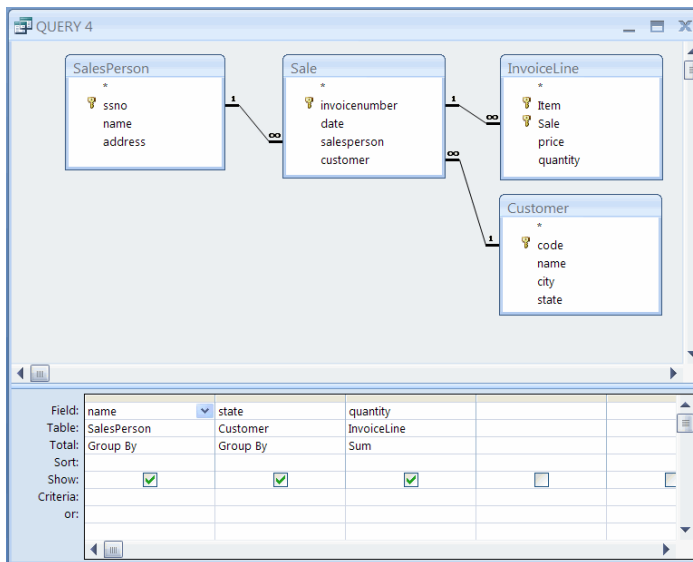 QUERY 4
SalesPerson
*
ssno
name
address
1
∞
Sale
*
invoicenumber
date
salesperson
customer
1
∞
∞
1
InvoiceLine
*
Item
Sale
price
quantity
Customer
*
code
name
city
state
Field: name state quantity
Table: SalesPerson Customer InvoiceLine
Total: Group By Group By Sum
Sort:
Show:
Criteria:
or: